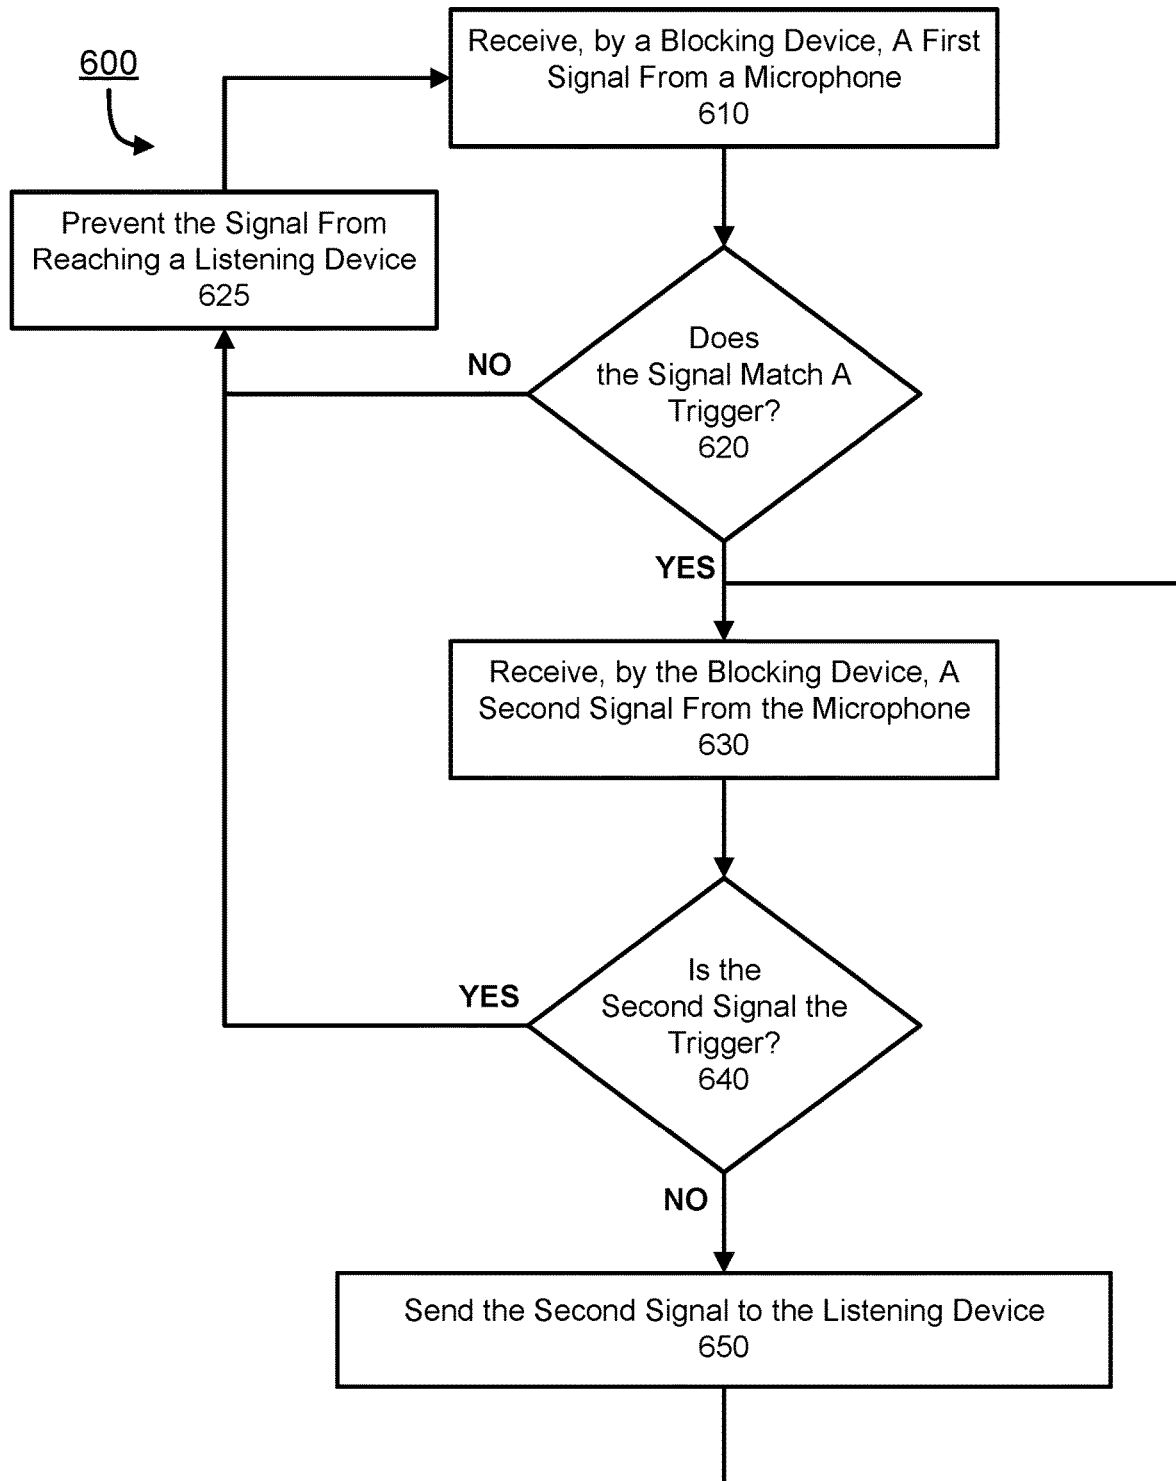 600
Receive, by a Blocking Device, A First
Signal From a Microphone
610
Prevent the Signal From
Reaching a Listening Device
625
Does
the Signal Match A
Trigger?
620
NO
YES
Receive, by the Blocking Device, A
Second Signal From the Microphone
630
Is the
Second Signal the
Trigger?
640
YES
NO
Send the Second Signal to the Listening Device
650